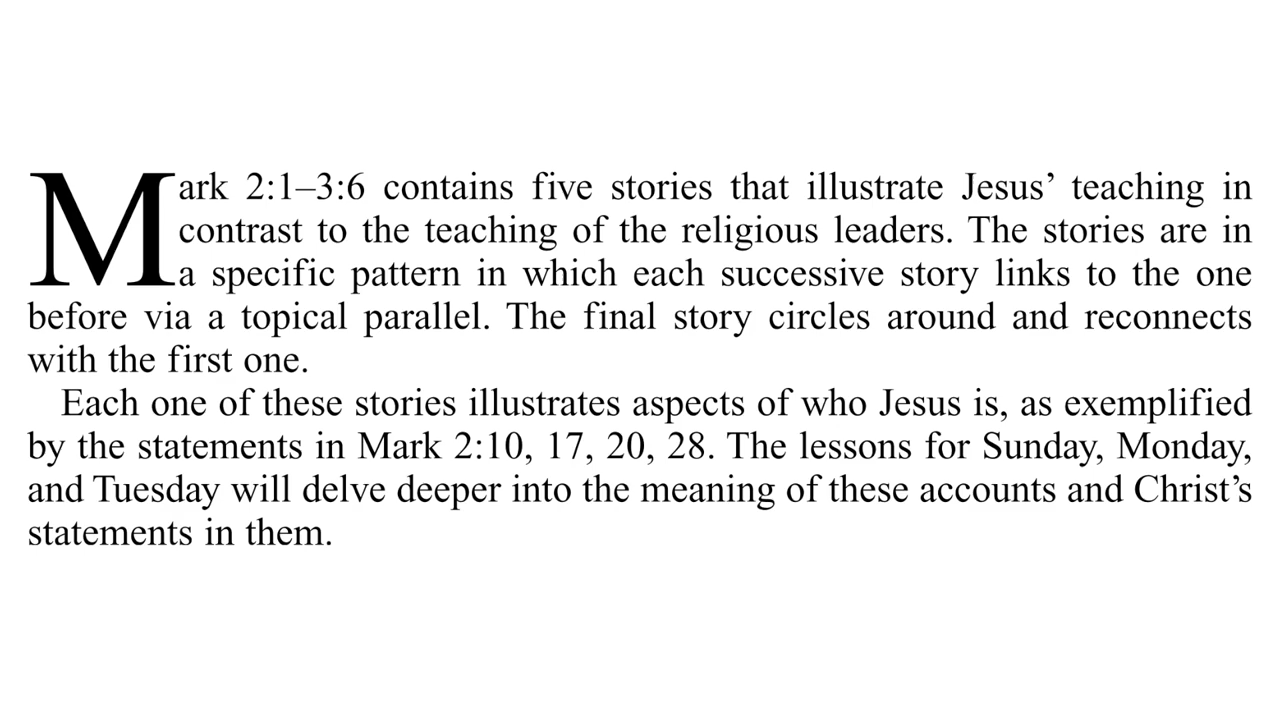 Mark 2:1–3:6 contains five stories that illustrate Jesus’ teaching in
contrast to the teaching of the religious leaders. The stories are in
a specific pattern in which each successive story links to the one
before via a topical parallel. The final story circles around and reconnects
with the first one.
Each one of these stories illustrates aspects of who Jesus is, as exemplified
by the statements in Mark 2:10, 17, 20, 28. The lessons for Sunday, Monday,
and Tuesday will delve deeper into the meaning of these accounts and Christ’s
statements in them.